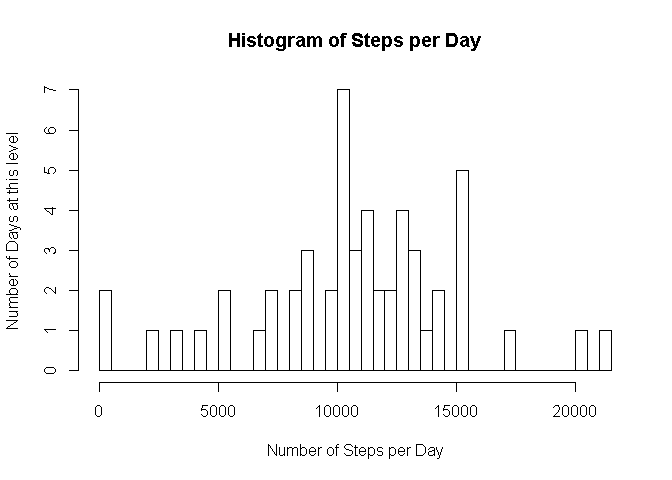 Histogram of Steps per Day
Number of Days at this level
7
6
5
4
3
2
1
0
0 5000 10000 15000 20000
Number of Steps per Day